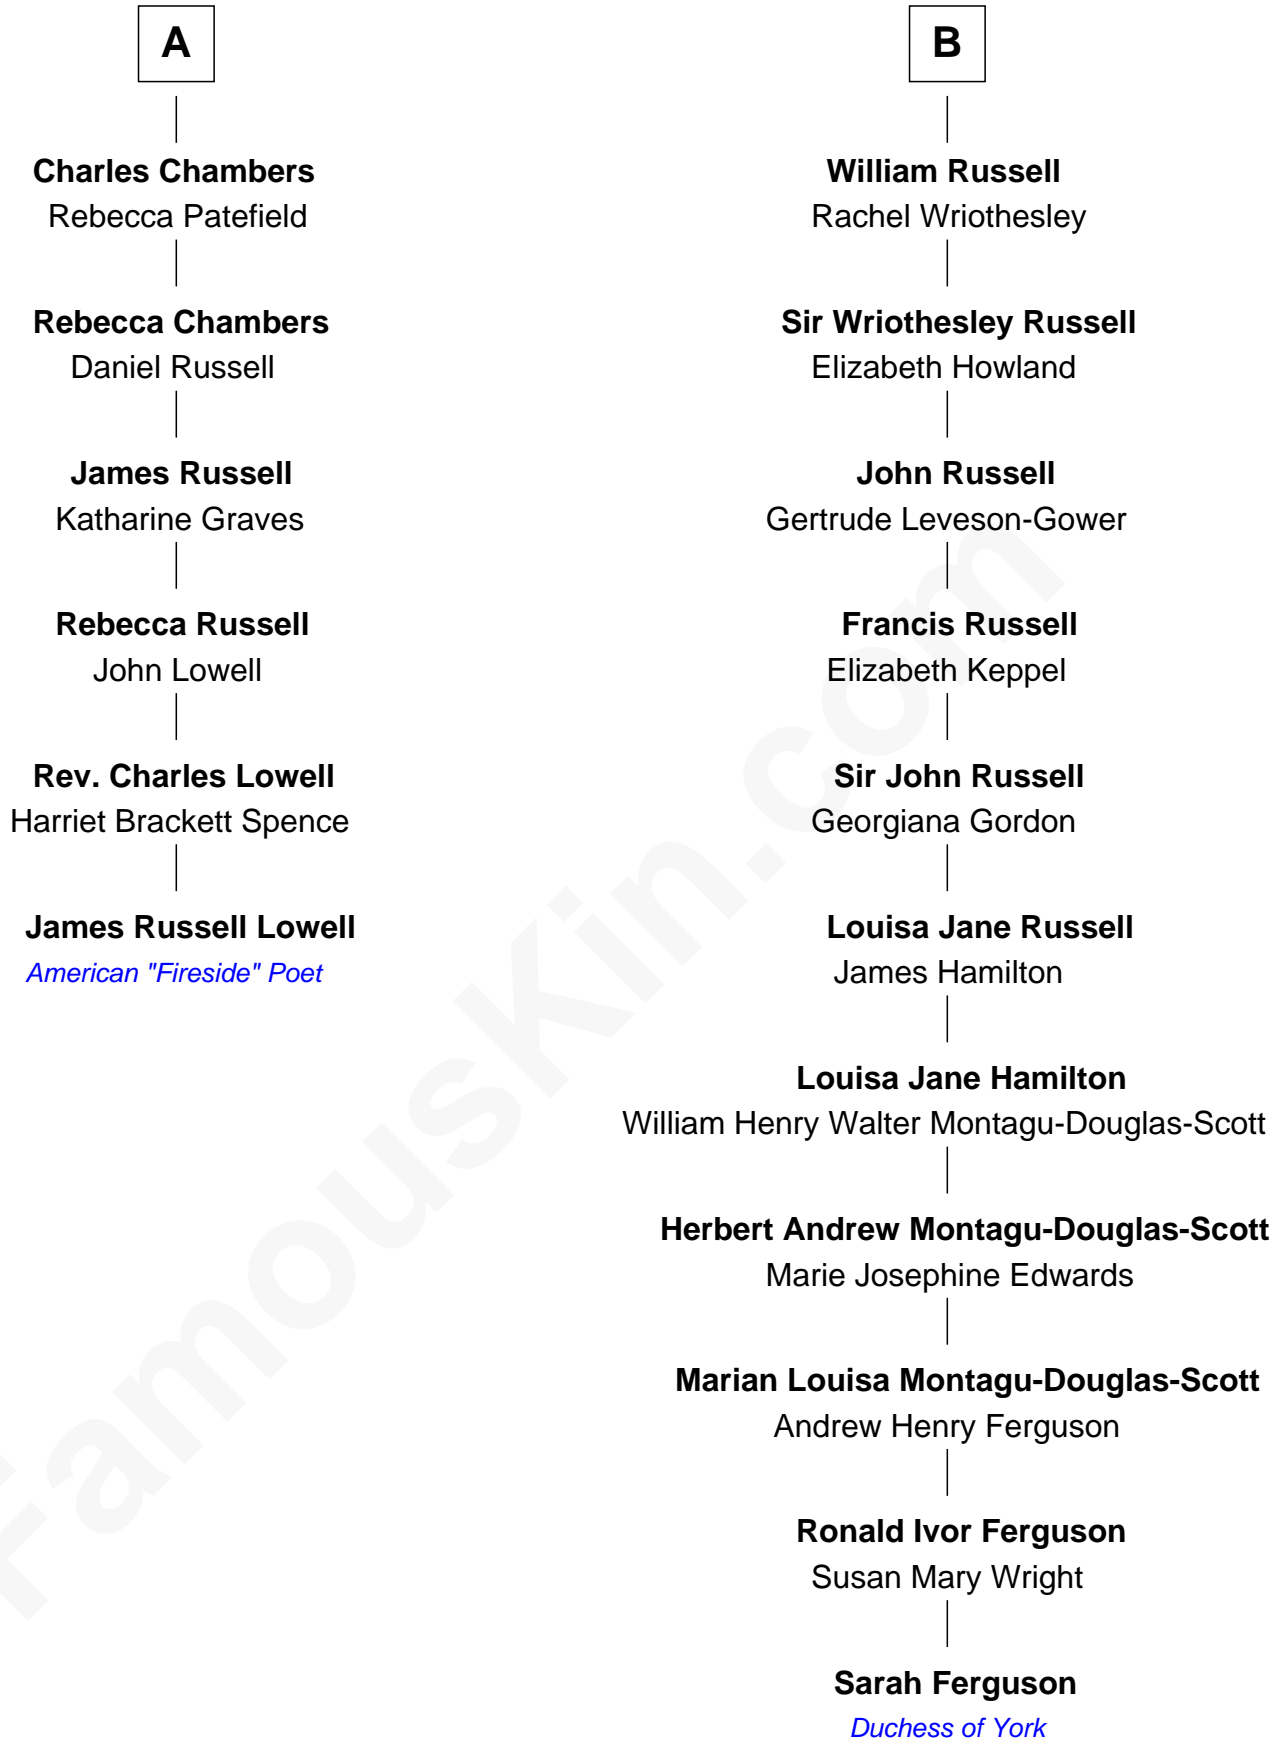 A
Charles Chambers
Rebecca Patefield
Rebecca Chambers
Daniel Russell
James Russell
Katharine Graves
Rebecca Russell
John Lowell
Rev. Charles Lowell
Harriet Brackett Spence
James Russell Lowell
American "Fireside" Poet
B
William Russell
Rachel Wriothesley
Sir Wriothesley Russell
Elizabeth Howland
John Russell
Gertrude Leveson-Gower
Francis Russell
Elizabeth Keppel
Sir John Russell
Georgiana Gordon
Louisa Jane Russell
James Hamilton
Louisa Jane Hamilton
William Henry Walter Montagu-Douglas-Scott
Herbert Andrew Montagu-Douglas-Scott
Marie Josephine Edwards
Marian Louisa Montagu-Douglas-Scott
Andrew Henry Ferguson
Ronald Ivor Ferguson
Susan Mary Wright
Sarah Ferguson
Duchess of York
FamousKin.com